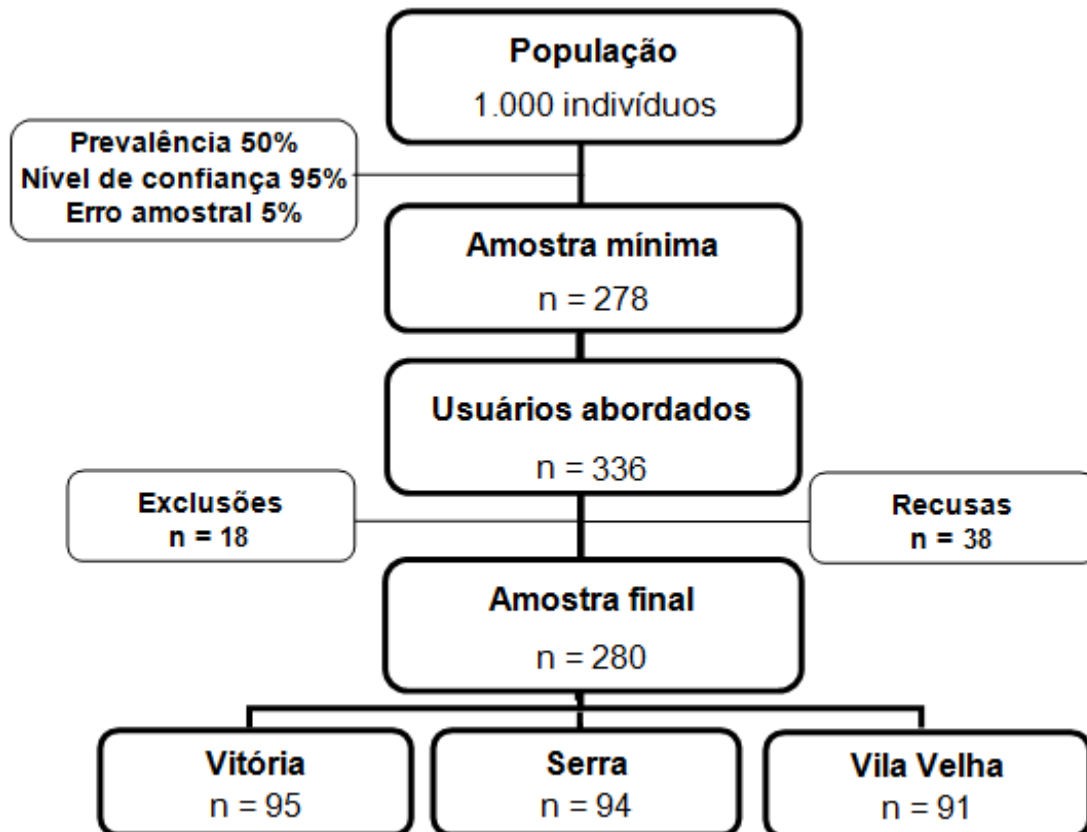 População
1.000 indivíduos
Prevalência 50%
Nível de confiança 95%
Erro amostral 5%
Amostra mínima
n = 278
Usuários abordados
n = 336
Exclusões
n = 18
Recusas
n = 38
Amostra final
n = 280
Vitória
n = 95
Serra
n = 94
Vila Velha
n = 91